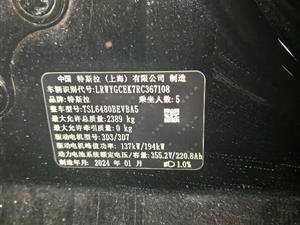 中国 特斯拉（上海）有限公司 制造
车辆识别代号:LRWYGCEK7RC367108
品牌:特斯拉 乘坐人数:5
整车型号:TSL6480BEVBA5
最大允许总质量:2389 kg
最大允许牵引质量:0 kg
驱动电机型号:3D3/3D7
驱动电机峰值功率:137kW/194kW
动力电池系统额定电压/容量:355.2V/220.8Ah
制造年月:2024 年 01 月 1.0%